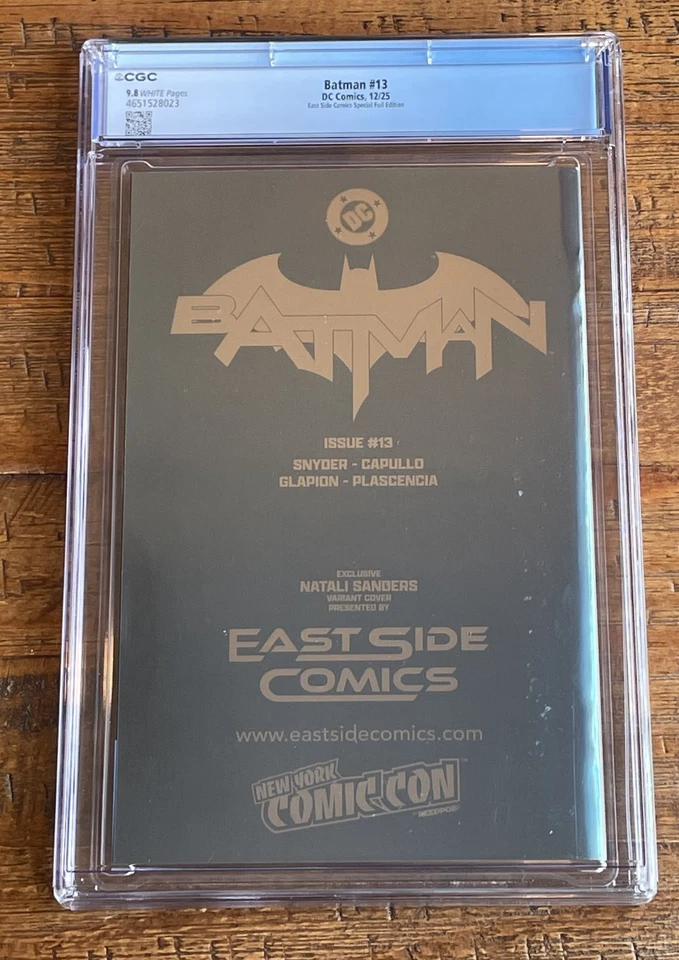 CGC
Batman #13
9.8 WHITE Pages
DC Comics, 12/25
4651528023
East Side Comics Special Foil Edition
DC
BATMAN
ISSUE #13
SNYDER - CAPULLO
GLAPION - PLASCENCIA
EXCLUSIVE
NATALI SANDERS
VARIANT COVER
PRESENTED BY
EAST SIDE
COMICS
www.eastsidecomics.com
NEW YORK
COMIC CON